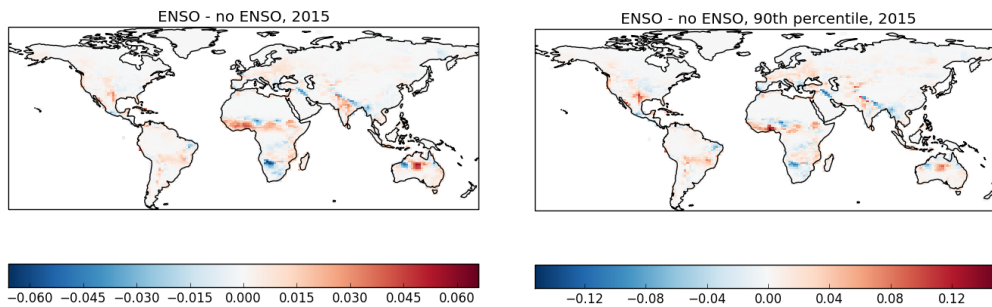 ENSO - no ENSO, 2015
−0.060 −0.045 −0.030 −0.015 0.000 0.015 0.030 0.045 0.060
ENSO - no ENSO, 90th percentile, 2015
−0.12 −0.08 −0.04 0.00 0.04 0.08 0.12